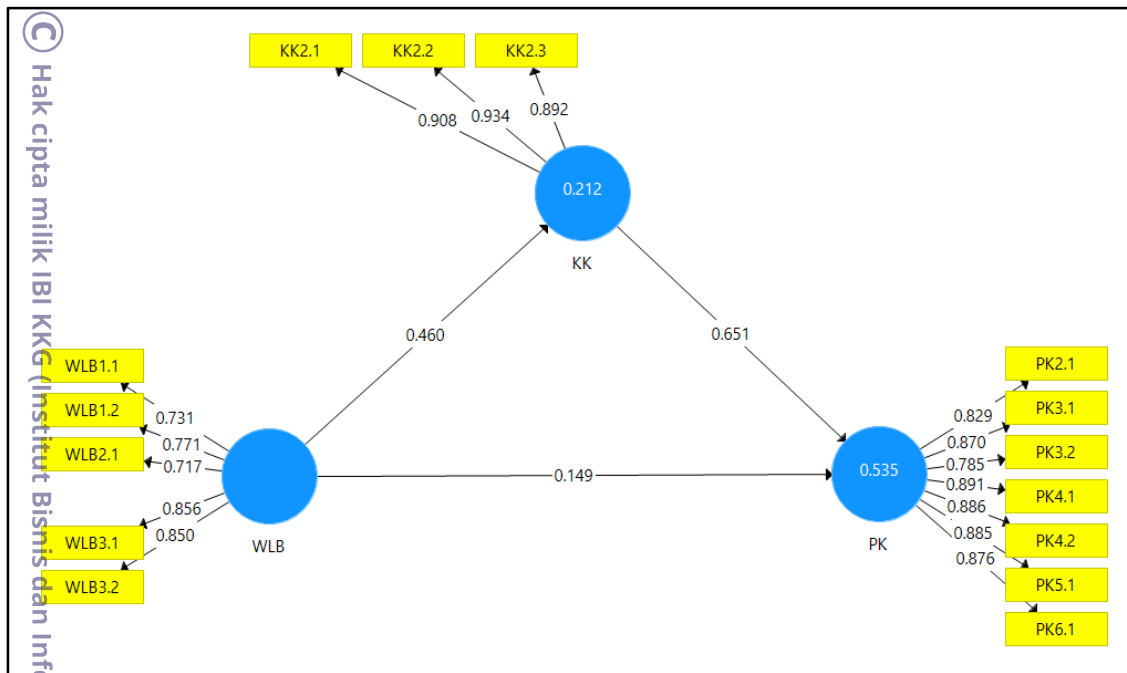 © Hak cipta milik IBI KKG (Institut Bisnis dan Info
KK2.1
KK2.2
KK2.3
0.908
0.934
0.892
0.212
KK
0.460
0.651
WLB1.1
WLB1.2
WLB2.1
WLB3.1
WLB3.2
0.731
0.771
0.717
0.856
0.850
WLB
0.149
0.535
PK
0.829
0.870
0.785
0.891
0.886
0.885
0.876
PK2.1
PK3.1
PK3.2
PK4.1
PK4.2
PK5.1
PK6.1